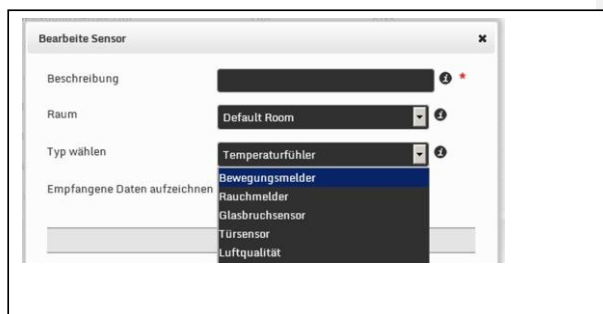 Bearbeite Sensor
Beschreibung *
Raum Default Room
Typ wählen Temperaturfühler
Bewegungsmelder
Empfangene Daten aufzeichnen
Rauchmelder
Glasbruchsensor
Türsensor
Luftqualität